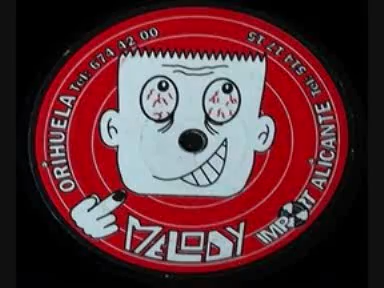 ORIHUELA Tel: 674 42 00
Tel: 514 17 15
MELODY IMPORT ALICANTE